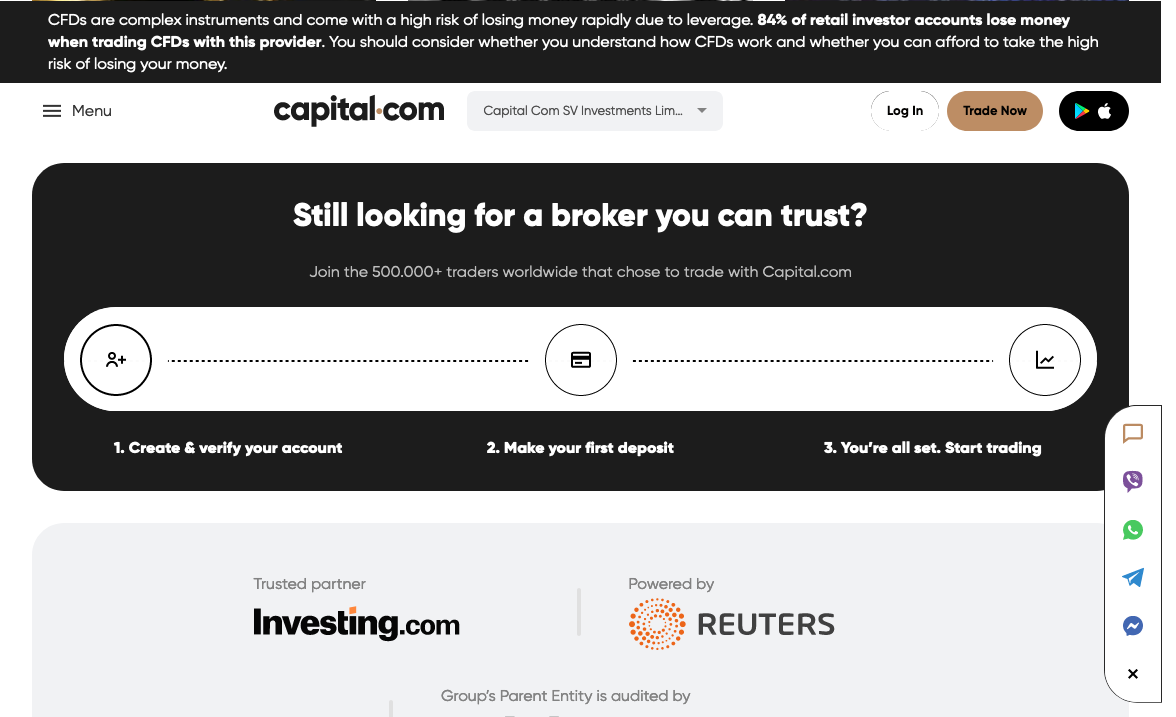 CFDs are complex instruments and come with a high risk of losing money rapidly due to leverage. 84% of retail investor accounts lose money
when trading CFDs with this provider. You should consider whether you understand how CFDs work and whether you can afford to take the high
risk of losing your money.
Menu
capital.com
Capital Com SV Investments Lim...
Log In
Trade Now
Still looking for a broker you can trust?
Join the 500.000+ traders worldwide that chose to trade with Capital.com
1. Create & verify your account
2. Make your first deposit
3. You’re all set. Start trading
Trusted partner
Investing.com
Powered by
REUTERS
Group’s Parent Entity is audited by